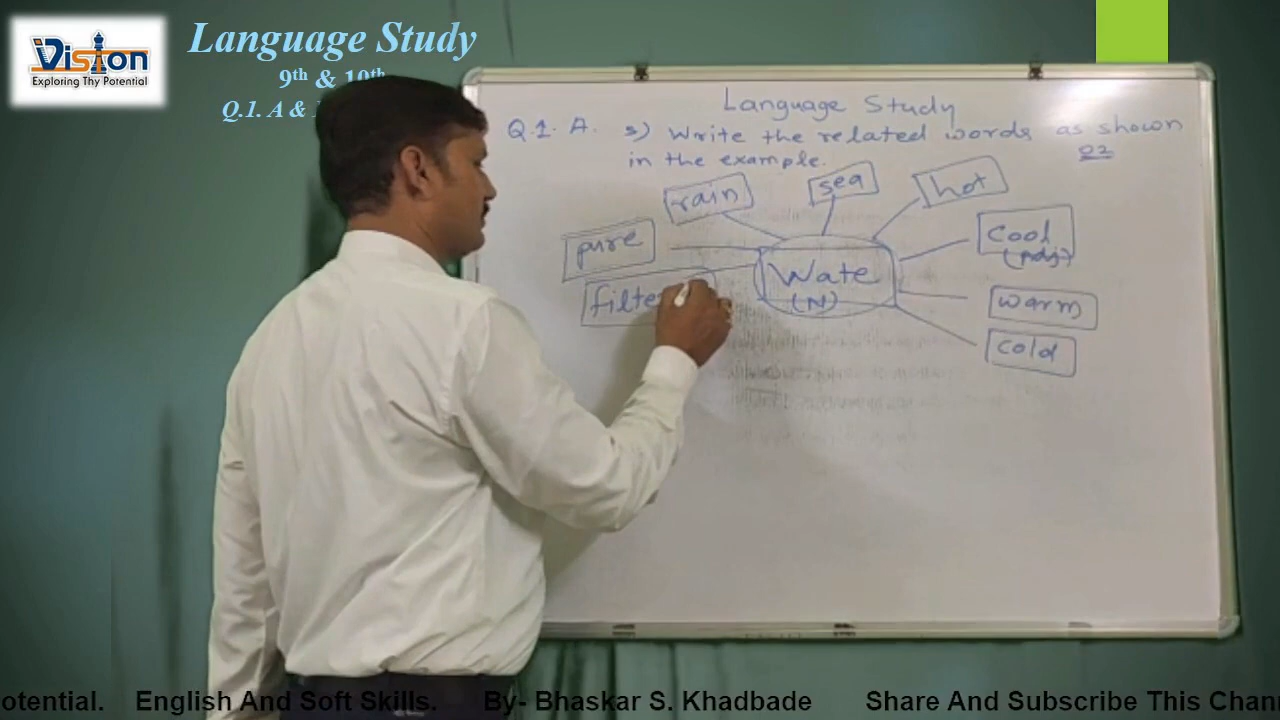 Vision
Exploring Thy Potential
Language Study
9th & 10th
Q.1. A &
Language Study
Q.1. A. 3) Write the related words as shown
in the example. 02
rain
sea
hot
pure
Cool
(Adj)
Wate
(N)
filte
warm
cold
otential. English And Soft Skills. By- Bhaskar S. Khadbade Share And Subscribe This Chan